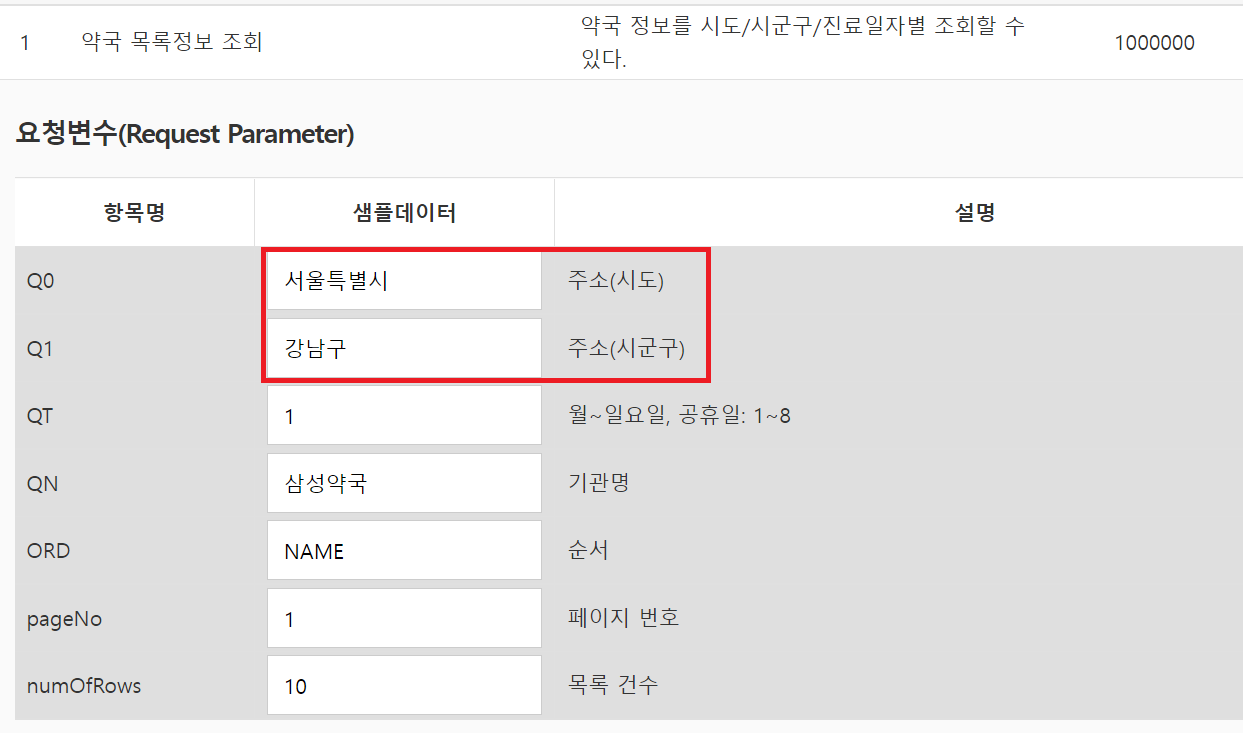 1 약국 목록정보 조회 약국 정보를 시도/시군구/진료일자별 조회할 수 1000000
있다.
요청변수(Request Parameter)
항목명 샘플데이터 설명
Q0 서울특별시 주소(시도)
Q1 강남구 주소(시군구)
QT 1 월~일요일, 공휴일: 1~8
QN 삼성약국 기관명
ORD NAME 순서
pageNo 1 페이지 번호
numOfRows 10 목록 건수